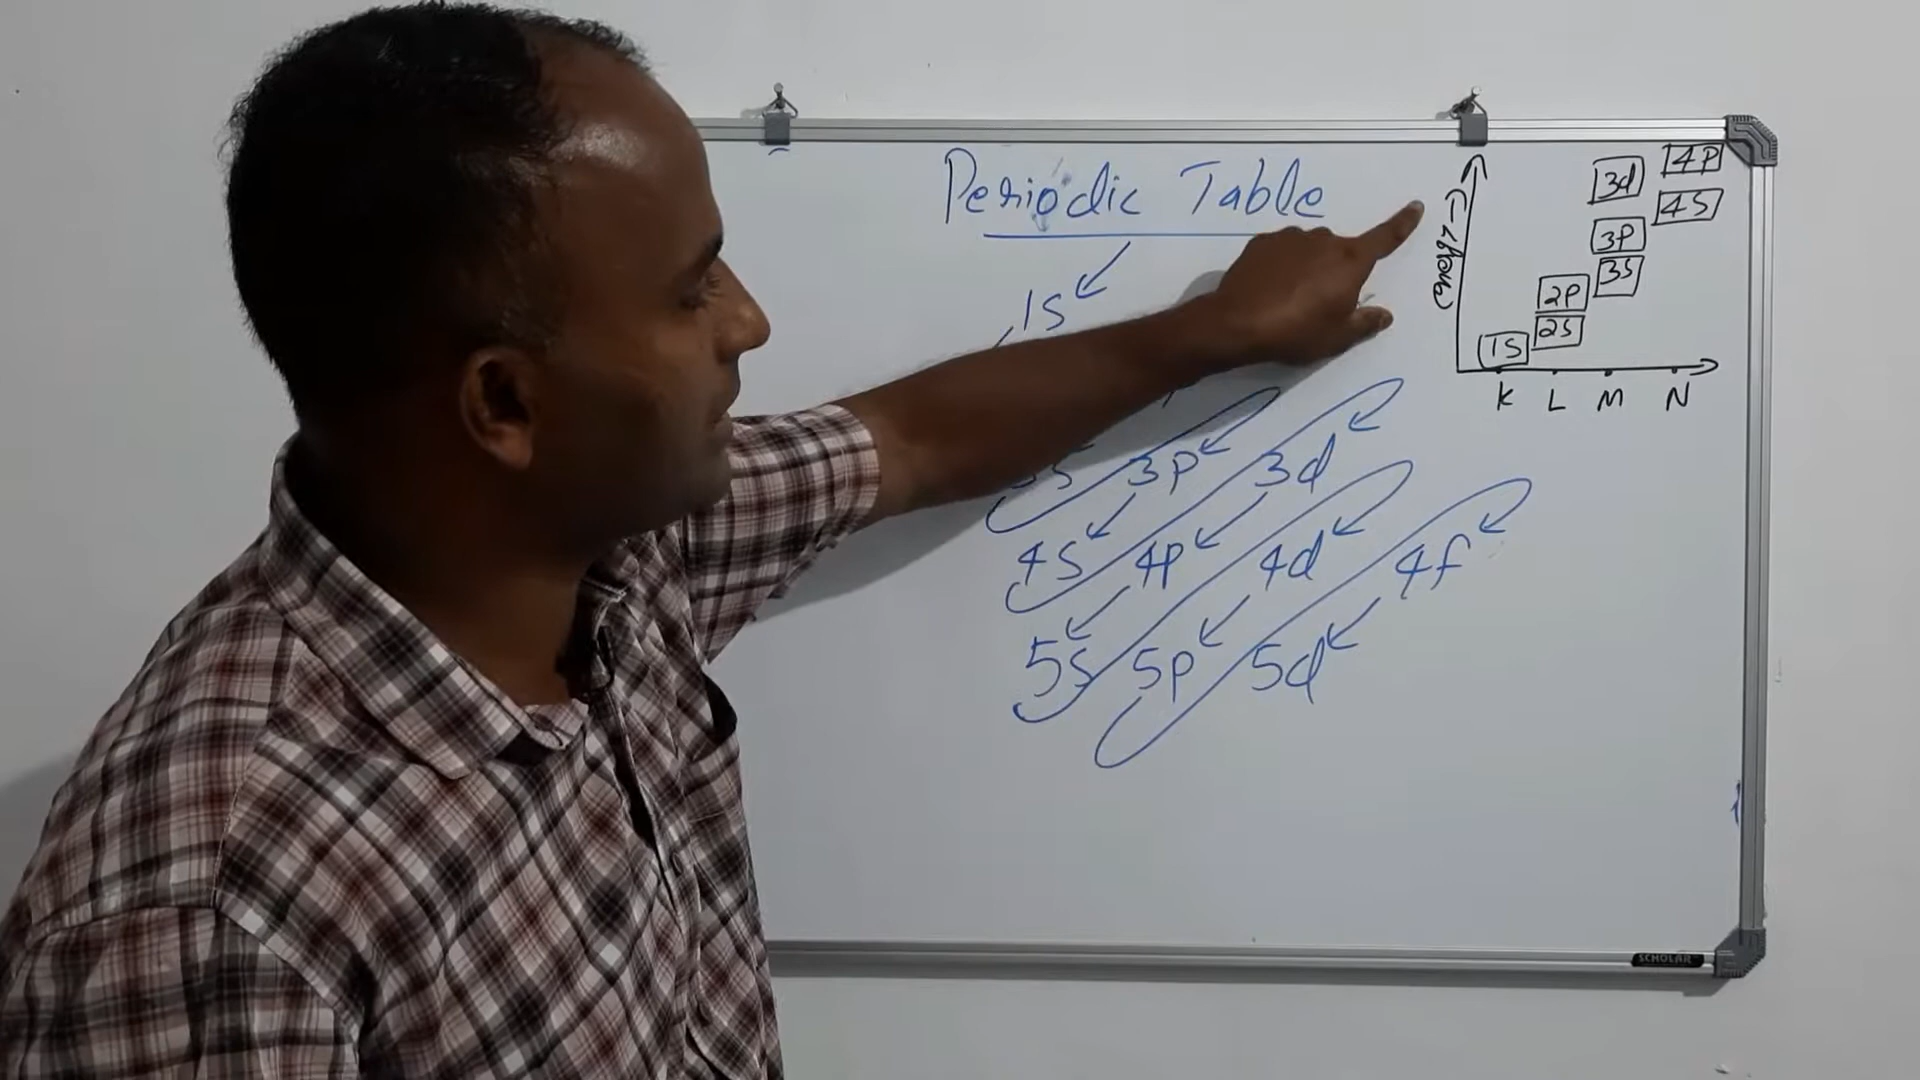 Periodic Table
1s
3p 3d
4s 4p 4d 4f
5s 5p 5d
4P
3d
4S
3P
3S
2P
2S
1S
K L M N
SCHOLAR